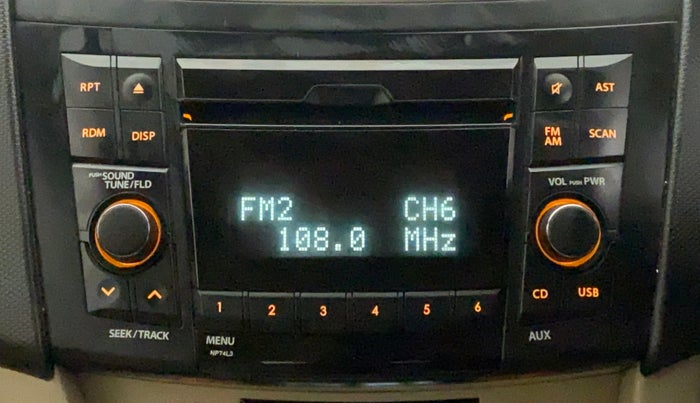 RPT
AST
RDM
DISP
FM
AM
SCAN
PUSH SOUND
TUNE/FLD
VOL PUSH PWR
FM2 CH6
108.0 MHz
CD
USB
1 2 3 4 5 6
SEEK/TRACK
MENU
AUX
NP74L3